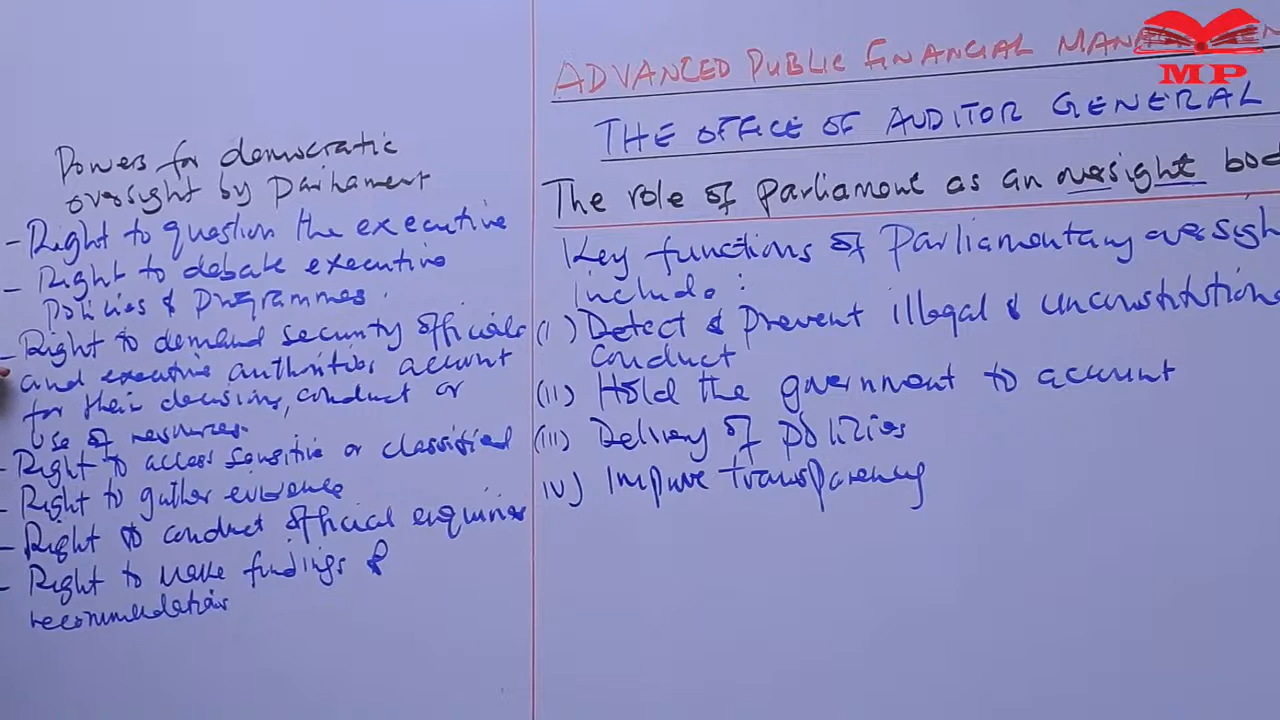 ADVANCED PUBLIC FINANCIAL MANAGEMEN
MP
THE OFFICE OF AUDITOR GENERAL
The role of parliament as an oversight bod
Key functions of Parliamentary oversigh
include:
(i) Detect & prevent illegal & unconstitutiona
conduct
(ii) Hold the government to account
(iii) Delivery of policies
iv) Improve transparency
Powers for democratic
oversight by parliament
- Right to question the executive
- Right to debate executive
policies & programmes.
- Right to demand security officials
and executive authorities account
for their decisions, conduct or
use of resources.
- Right to access sensitive or classified
- Right to gather evidence
- Right to conduct official enquiries
- Right to make findings &
recommendations